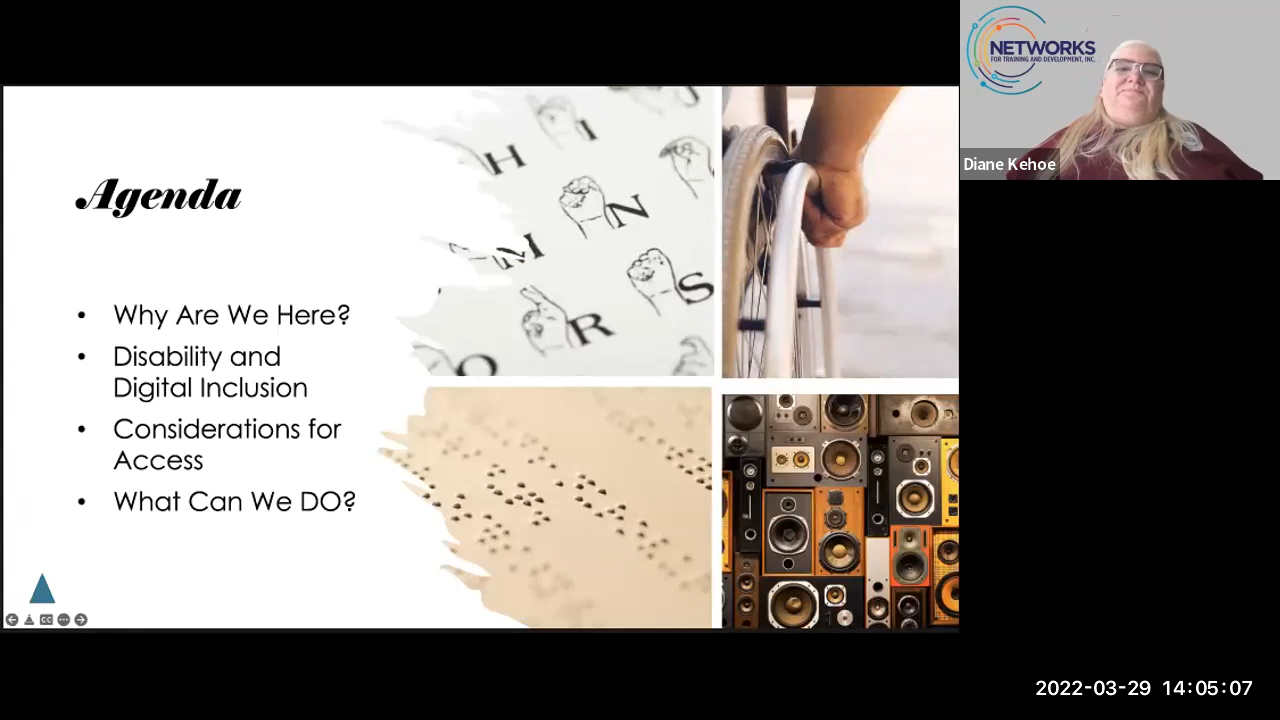 Agenda
• Why Are We Here?
• Disability and
Digital Inclusion
• Considerations for
Access
• What Can We DO?
H
I
M
N
O
R
S
CC
NETWORKS
FOR TRAINING AND DEVELOPMENT, INC.
Diane Kehoe
2022-03-29 14:05:07